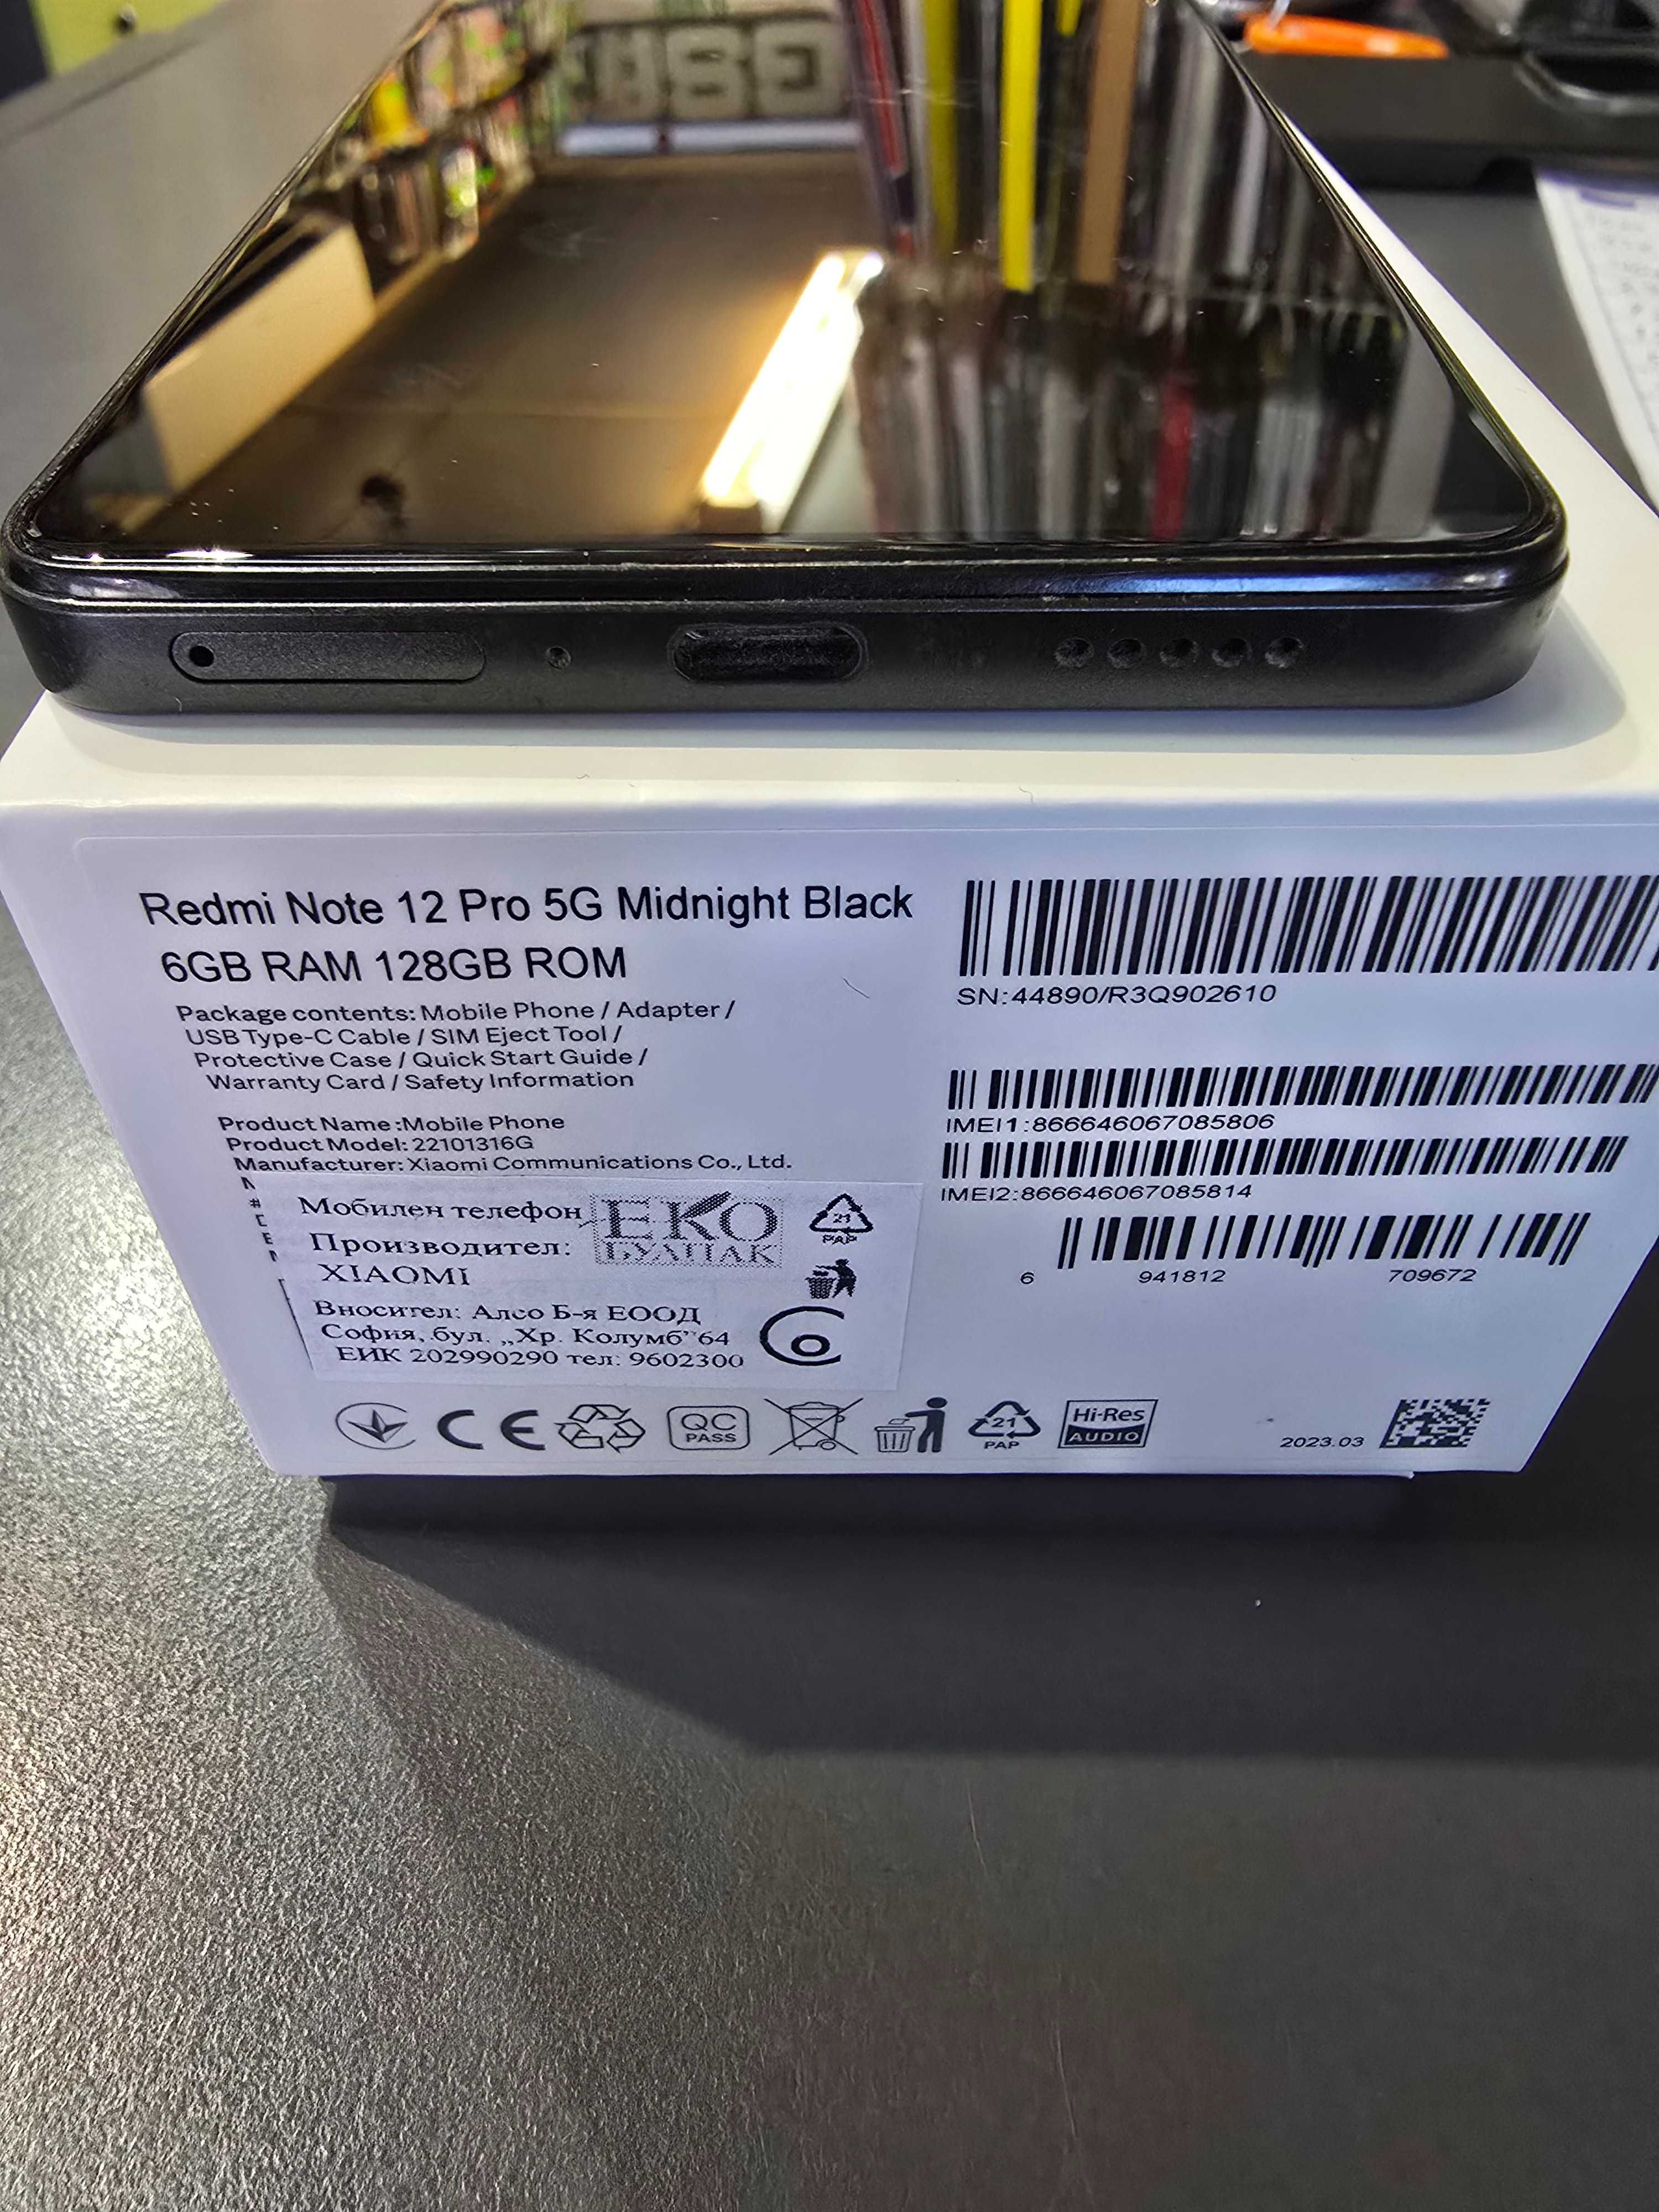 Redmi Note 12 Pro 5G Midnight Black
6GB RAM 128GB ROM
Package contents: Mobile Phone / Adapter /
USB Type-C Cable / SIM Eject Tool /
Protective Case / Quick Start Guide /
Warranty Card / Safety Information
Product Name :Mobile Phone
Product Model: 22101316G
Manufacturer: Xiaomi Communications Co., Ltd.
Мобилен телефон
Производител:
XIAOMI
Вносител: Алсо Б-я ЕООД
София, бул. „Хр. Колумб" 64
ЕИК 202990290 тел: 9602300
ЕКО
БУЛПАК
21
PAP
SN:44890/R3Q902610
IMEI1:866646067085806
IMEI2:866646067085814
6 941812 709672
CE
QC
PASS
21
PAP
Hi-Res
AUDIO
2023.03